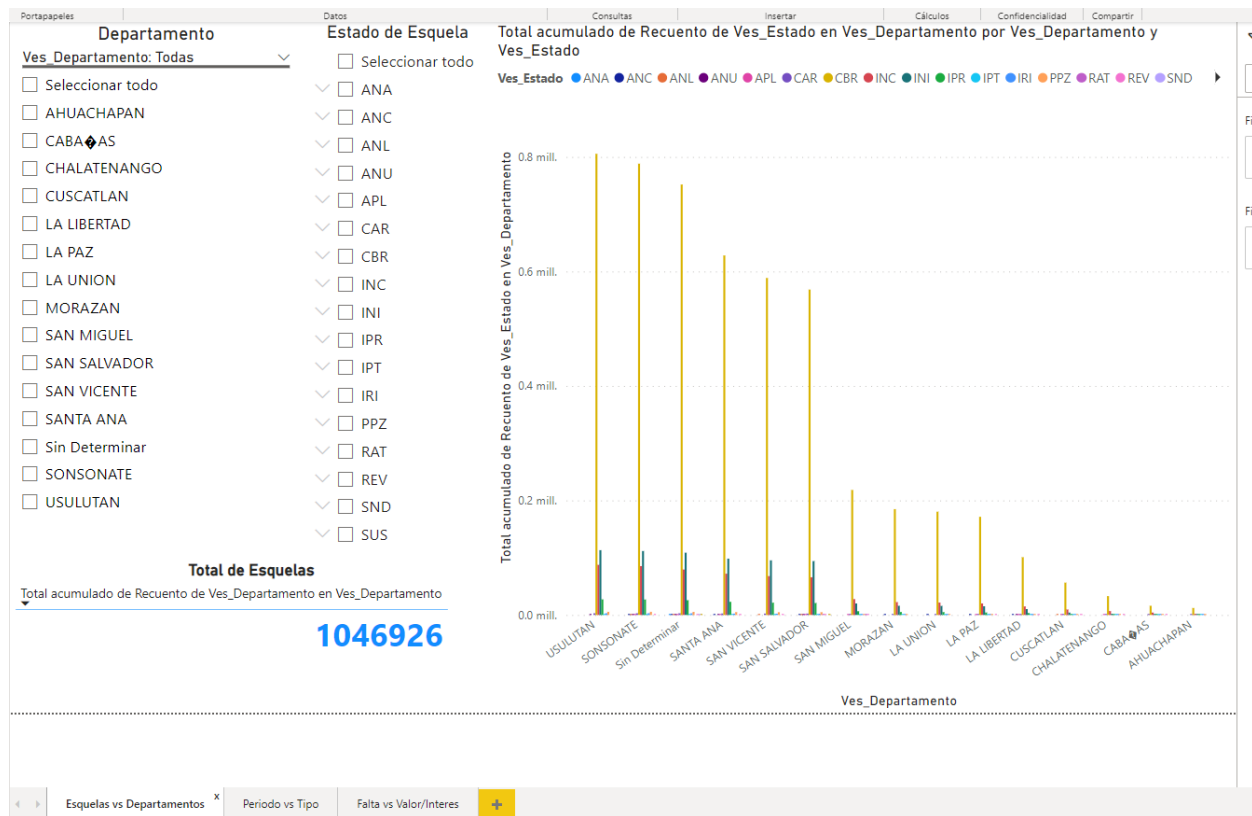 Portapapeles Datos Consultas Insertar Cálculos Confidencialidad Compartir
Departamento
Ves_Departamento: Todas
Seleccionar todo
AHUACHAPAN
CABA�AS
CHALATENANGO
CUSCATLAN
LA LIBERTAD
LA PAZ
LA UNION
MORAZAN
SAN MIGUEL
SAN SALVADOR
SAN VICENTE
SANTA ANA
Sin Determinar
SONSONATE
USULUTAN
Estado de Esquela
Seleccionar todo
ANA
ANC
ANL
ANU
APL
CAR
CBR
INC
INI
IPR
IPT
IRI
PPZ
RAT
REV
SND
SUS
Total de Esquelas
Total acumulado de Recuento de Ves_Departamento en Ves_Departamento
1046926
Total acumulado de Recuento de Ves_Estado en Ves_Departamento por Ves_Departamento y
Ves_Estado
Ves_Estado ANA ANC ANL ANU APL CAR CBR INC INI IPR IPT IRI PPZ RAT REV SND
Total acumulado de Recuento de Ves_Estado en Ves_Departamento
0.8 mill.
0.6 mill.
0.4 mill.
0.2 mill.
0.0 mill.
USULUTAN
SONSONATE
Sin Determinar
SANTA ANA
SAN VICENTE
SAN SALVADOR
SAN MIGUEL
MORAZAN
LA UNION
LA PAZ
LA LIBERTAD
CUSCATLAN
CHALATENANGO
CABA�AS
AHUACHAPAN
Ves_Departamento
Fi
Fi
Esquelas vs Departamentos x Periodo vs Tipo Falta vs Valor/Interes +